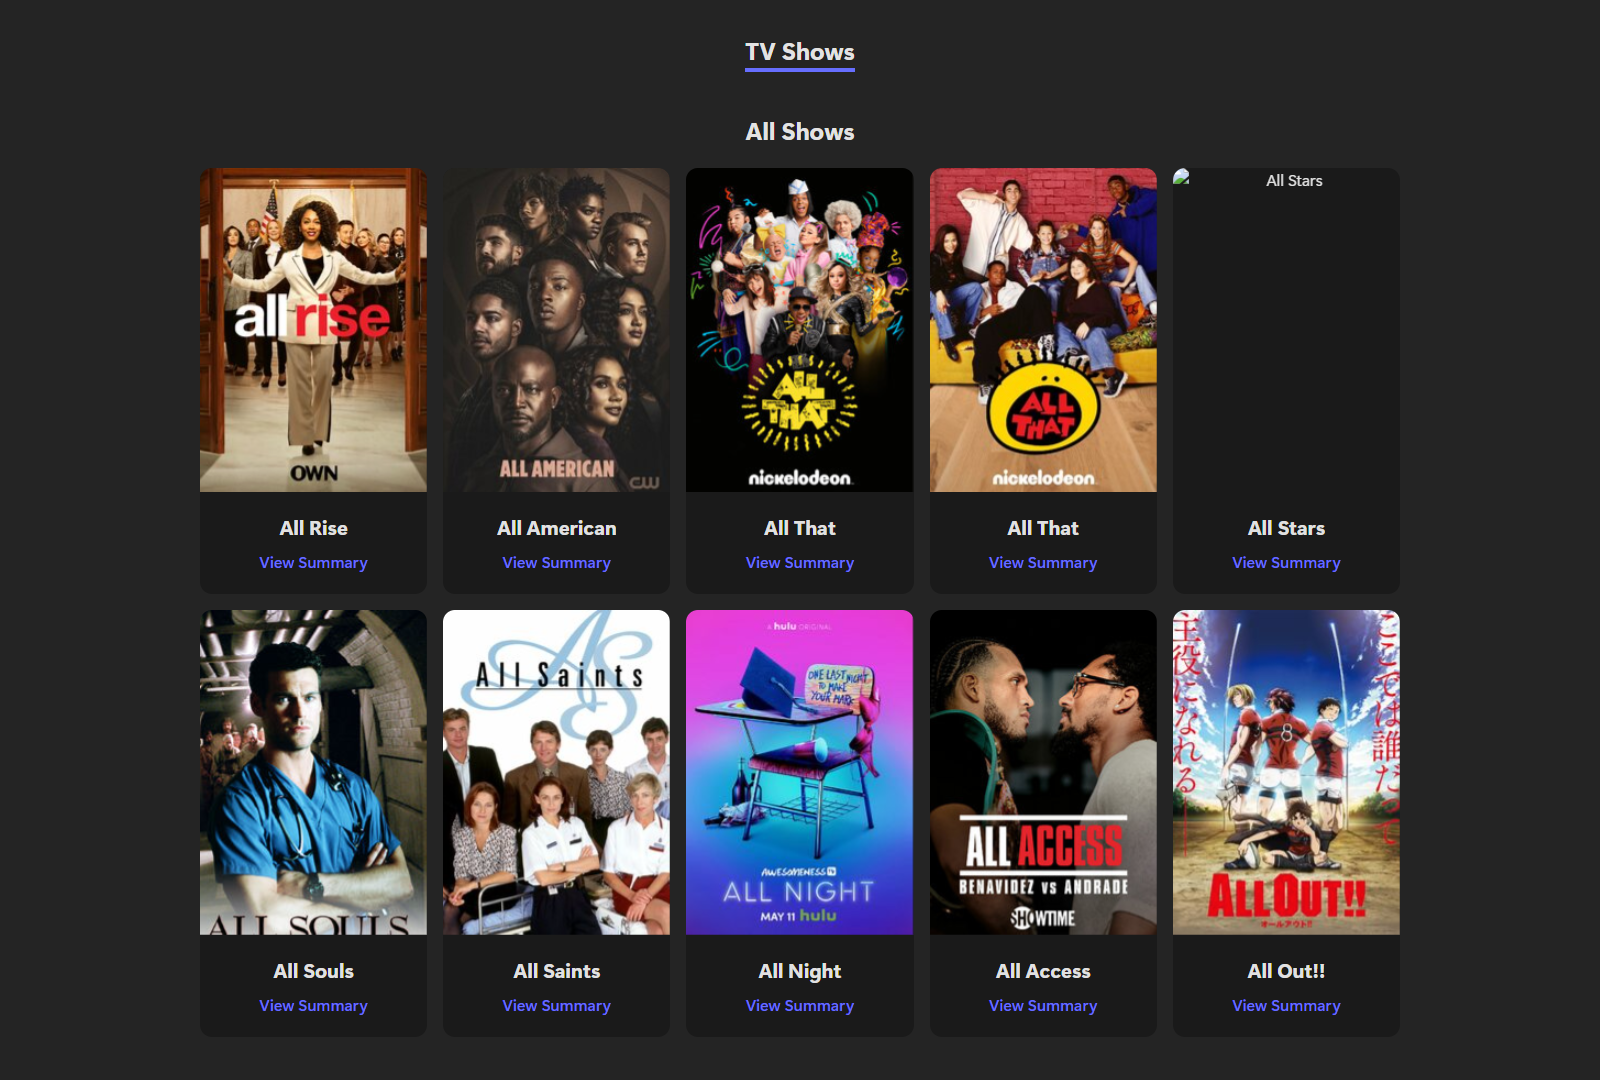 TV Shows
All Shows
all rise
OWN
ALL AMERICAN
CW
ALL
THAT
nickelodeon
ALL
THAT
nickelodeon
All Stars
All Rise
All American
All That
All That
All Stars
View Summary
View Summary
View Summary
View Summary
View Summary
ALL SOULS
AS
All Saints
A hulu ORIGINAL
ONE LAST NIGHT
TO MAKE
YOUR MARK
AWESOMENESS TV
ALL NIGHT
MAY 11 hulu
ALL ACCESS
BENAVIDEZ vs ANDRADE
SHOWTIME
ここでは誰だって
主役になれる
8
ALL OUT!!
オールアウト!!
All Souls
All Saints
All Night
All Access
All Out!!
View Summary
View Summary
View Summary
View Summary
View Summary